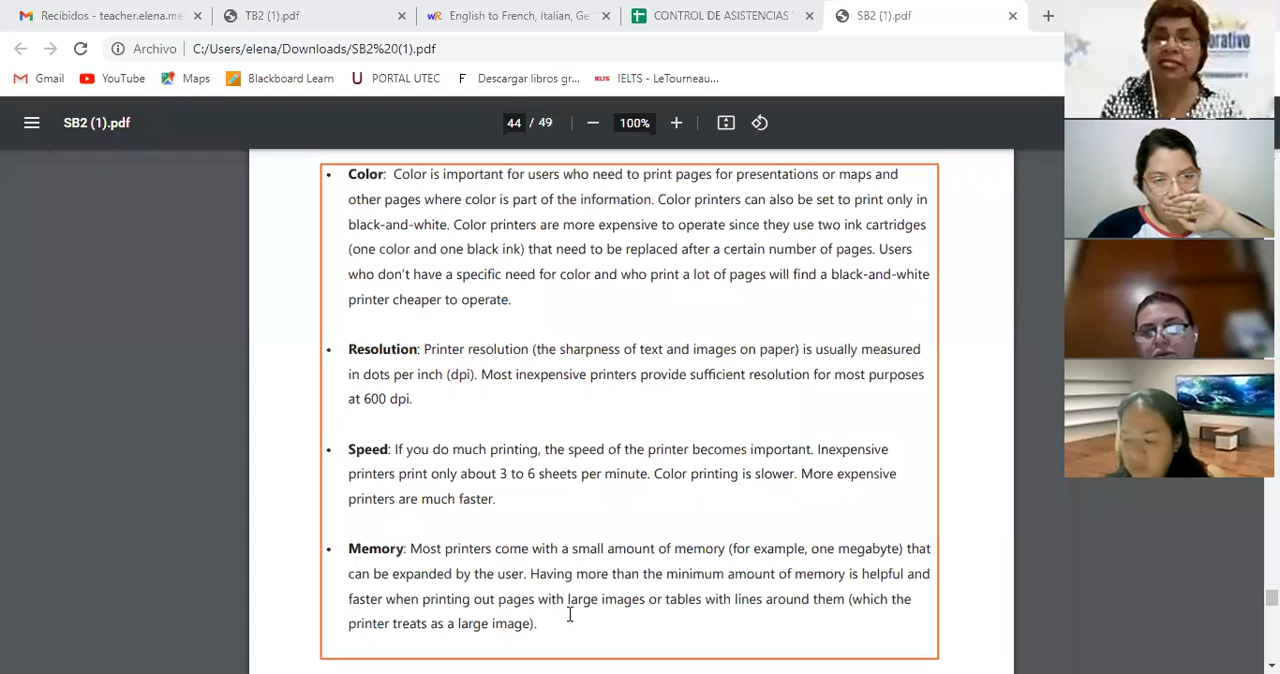 Recibidos - teacher.elena.me
TB2 (1).pdf
wR English to French, Italian, Ge
CONTROL DE ASISTENCIAS
SB2 (1).pdf
Archivo C:/Users/elena/Downloads/SB2%20(1).pdf
Gmail YouTube Maps Blackboard Learn U PORTAL UTEC F Descargar libros gr... IELTS IELTS - LeTourneau...
SB2 (1).pdf 44 / 49 100%
• Color: Color is important for users who need to print pages for presentations or maps and
other pages where color is part of the information. Color printers can also be set to print only in
black-and-white. Color printers are more expensive to operate since they use two ink cartridges
(one color and one black ink) that need to be replaced after a certain number of pages. Users
who don't have a specific need for color and who print a lot of pages will find a black-and-white
printer cheaper to operate.
• Resolution: Printer resolution (the sharpness of text and images on paper) is usually measured
in dots per inch (dpi). Most inexpensive printers provide sufficient resolution for most purposes
at 600 dpi.
• Speed: If you do much printing, the speed of the printer becomes important. Inexpensive
printers print only about 3 to 6 sheets per minute. Color printing is slower. More expensive
printers are much faster.
• Memory: Most printers come with a small amount of memory (for example, one megabyte) that
can be expanded by the user. Having more than the minimum amount of memory is helpful and
faster when printing out pages with large images or tables with lines around them (which the
printer treats as a large image).
orativo